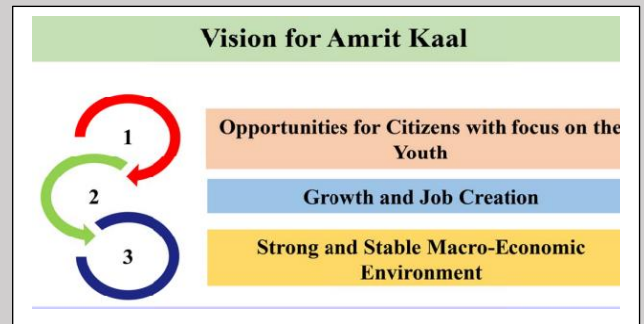 Vision for Amrit Kaal
1
Opportunities for Citizens with focus on the
Youth
2
Growth and Job Creation
3
Strong and Stable Macro-Economic
Environment